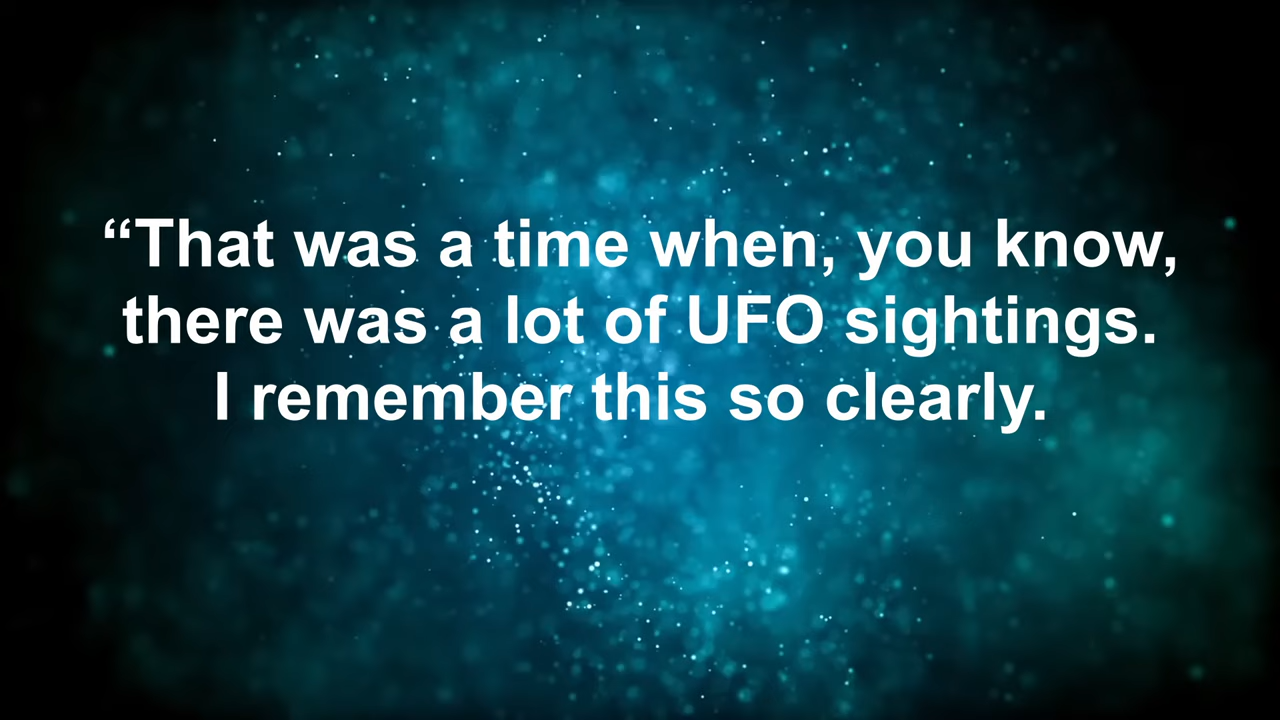 “That was a time when, you know,
there was a lot of UFO sightings.
I remember this so clearly.